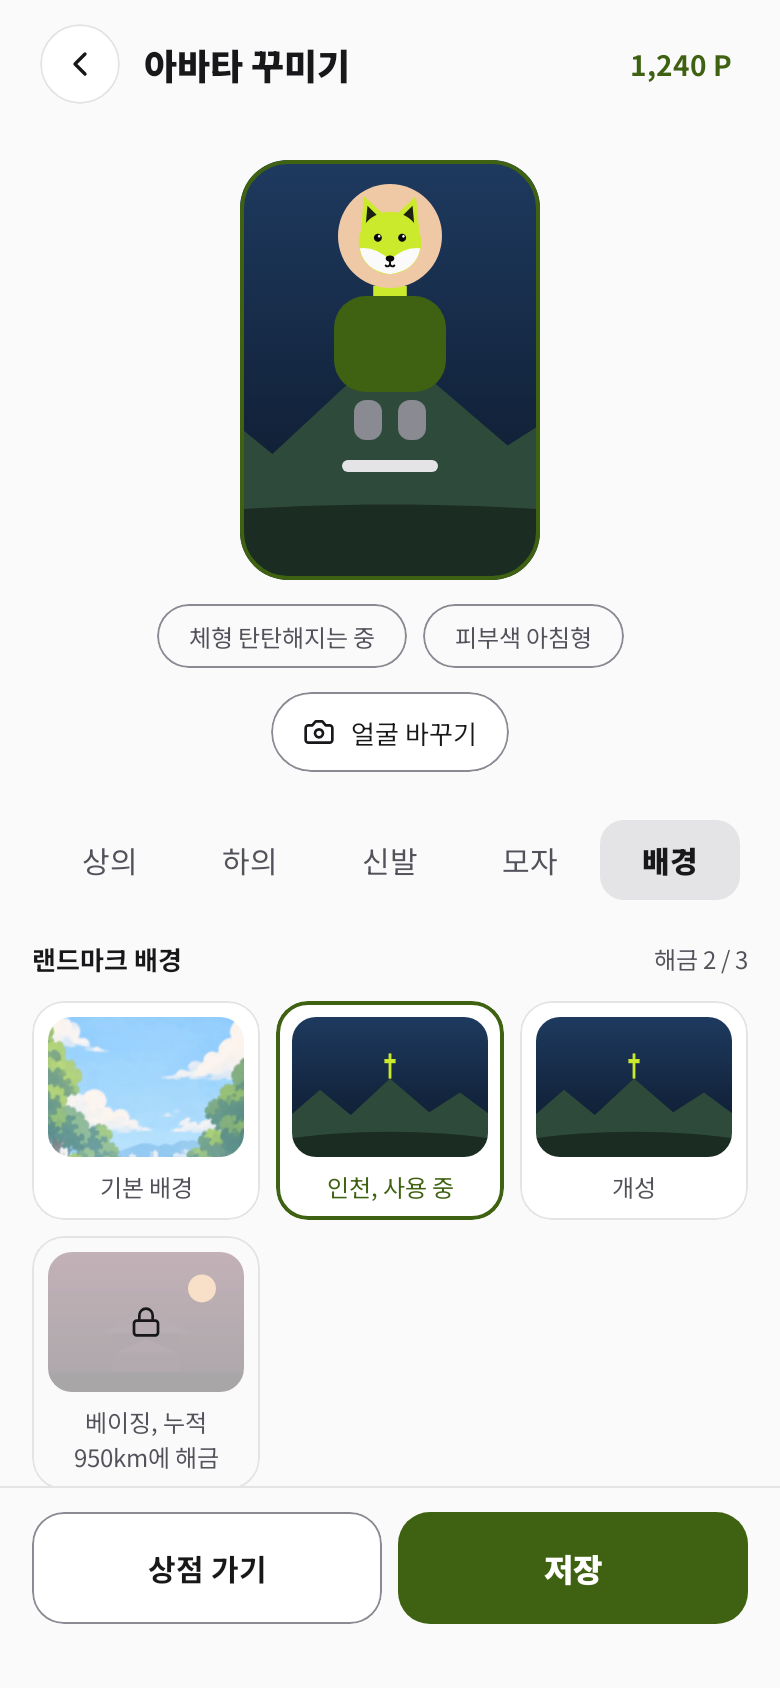 아바타 꾸미기
1,240 P
체형 탄탄해지는 중
피부색 아침형
얼굴 바꾸기
상의
하의
신발
모자
배경
랜드마크 배경
해금 2 / 3
기본 배경
인천, 사용 중
개성
베이징, 누적
950km에 해금
상점 가기
저장